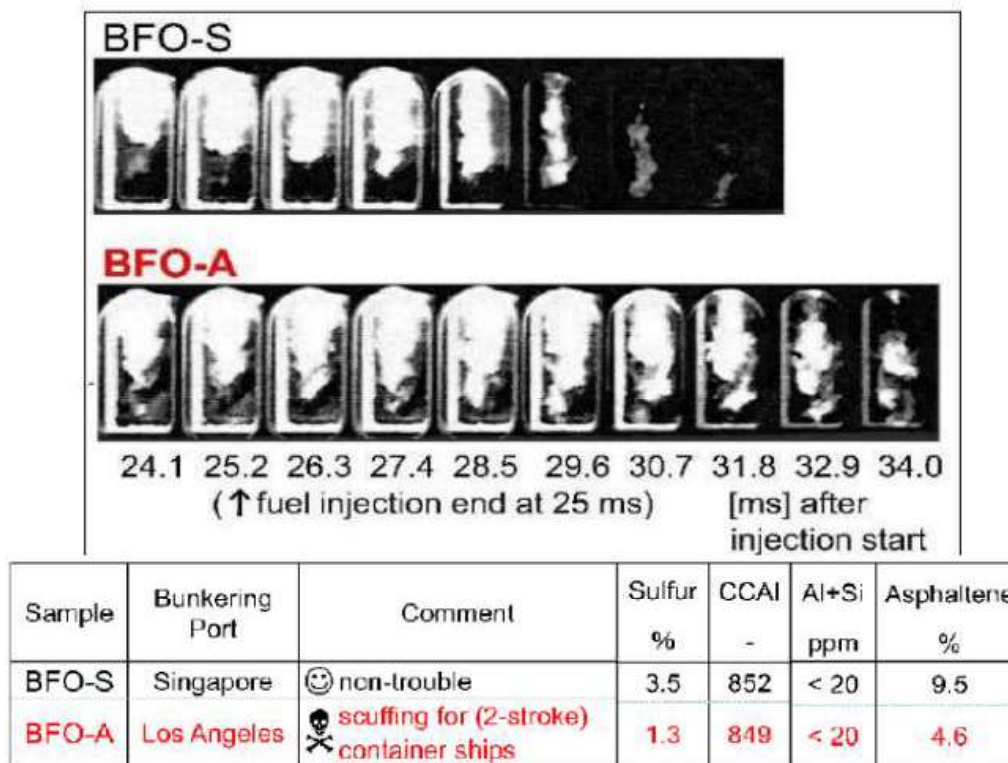 BFO-S
BFO-A
24.1 25.2 26.3 27.4 28.5 29.6 30.7 31.8 32.9 34.0
(↑ fuel injection end at 25 ms) [ms] after
injection start
Sample Bunkering Port Comment Sulfur % CCAI - Al+Si ppm Asphaltene %
BFO-S Singapore non-trouble 3.5 852 < 20 9.5
BFO-A Los Angeles scuffing for (2-stroke) container ships 1.3 849 < 20 4.6